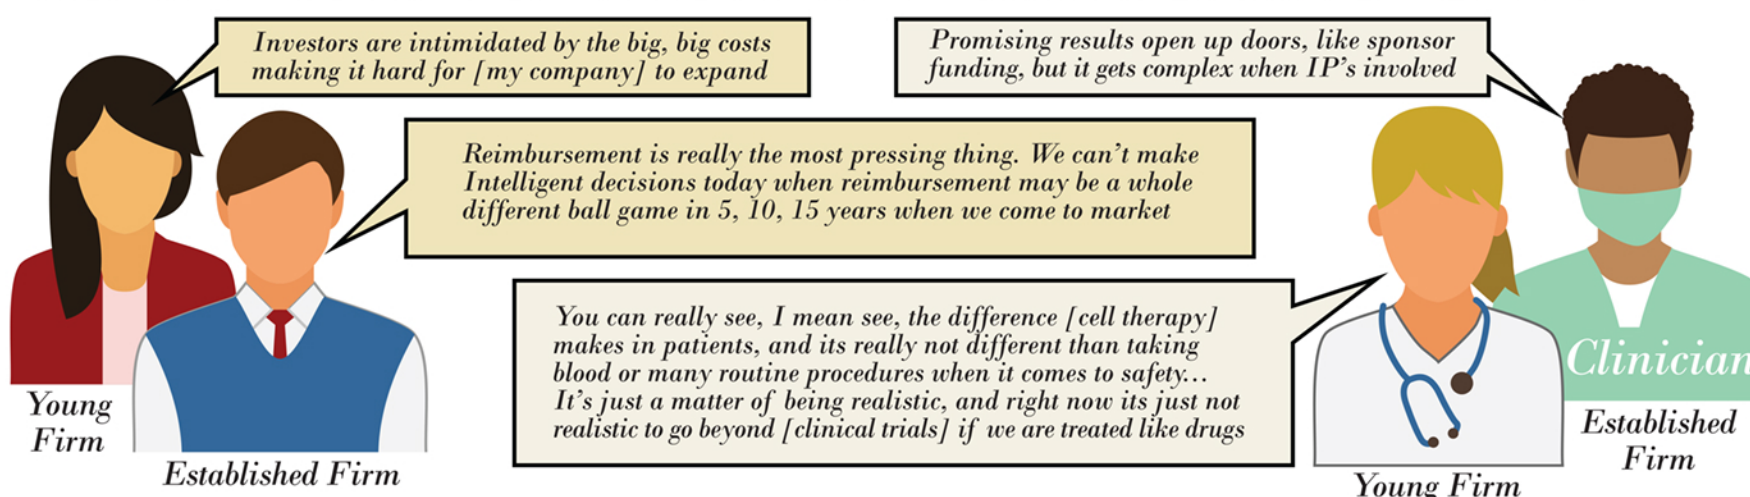 Investors are intimidated by the big, big costs
making it hard for [my company] to expand
Promising results open up doors, like sponsor
funding, but it gets complex when IP's involved
Reimbursement is really the most pressing thing. We can't make
Intelligent decisions today when reimbursement may be a whole
different ball game in 5, 10, 15 years when we come to market
You can really see, I mean see, the difference [cell therapy]
makes in patients, and its really not different than taking
blood or many routine procedures when it comes to safety...
It's just a matter of being realistic, and right now its just not
realistic to go beyond [clinical trials] if we are treated like drugs
Young
Firm
Established Firm
Clinician
Established
Firm
Young Firm